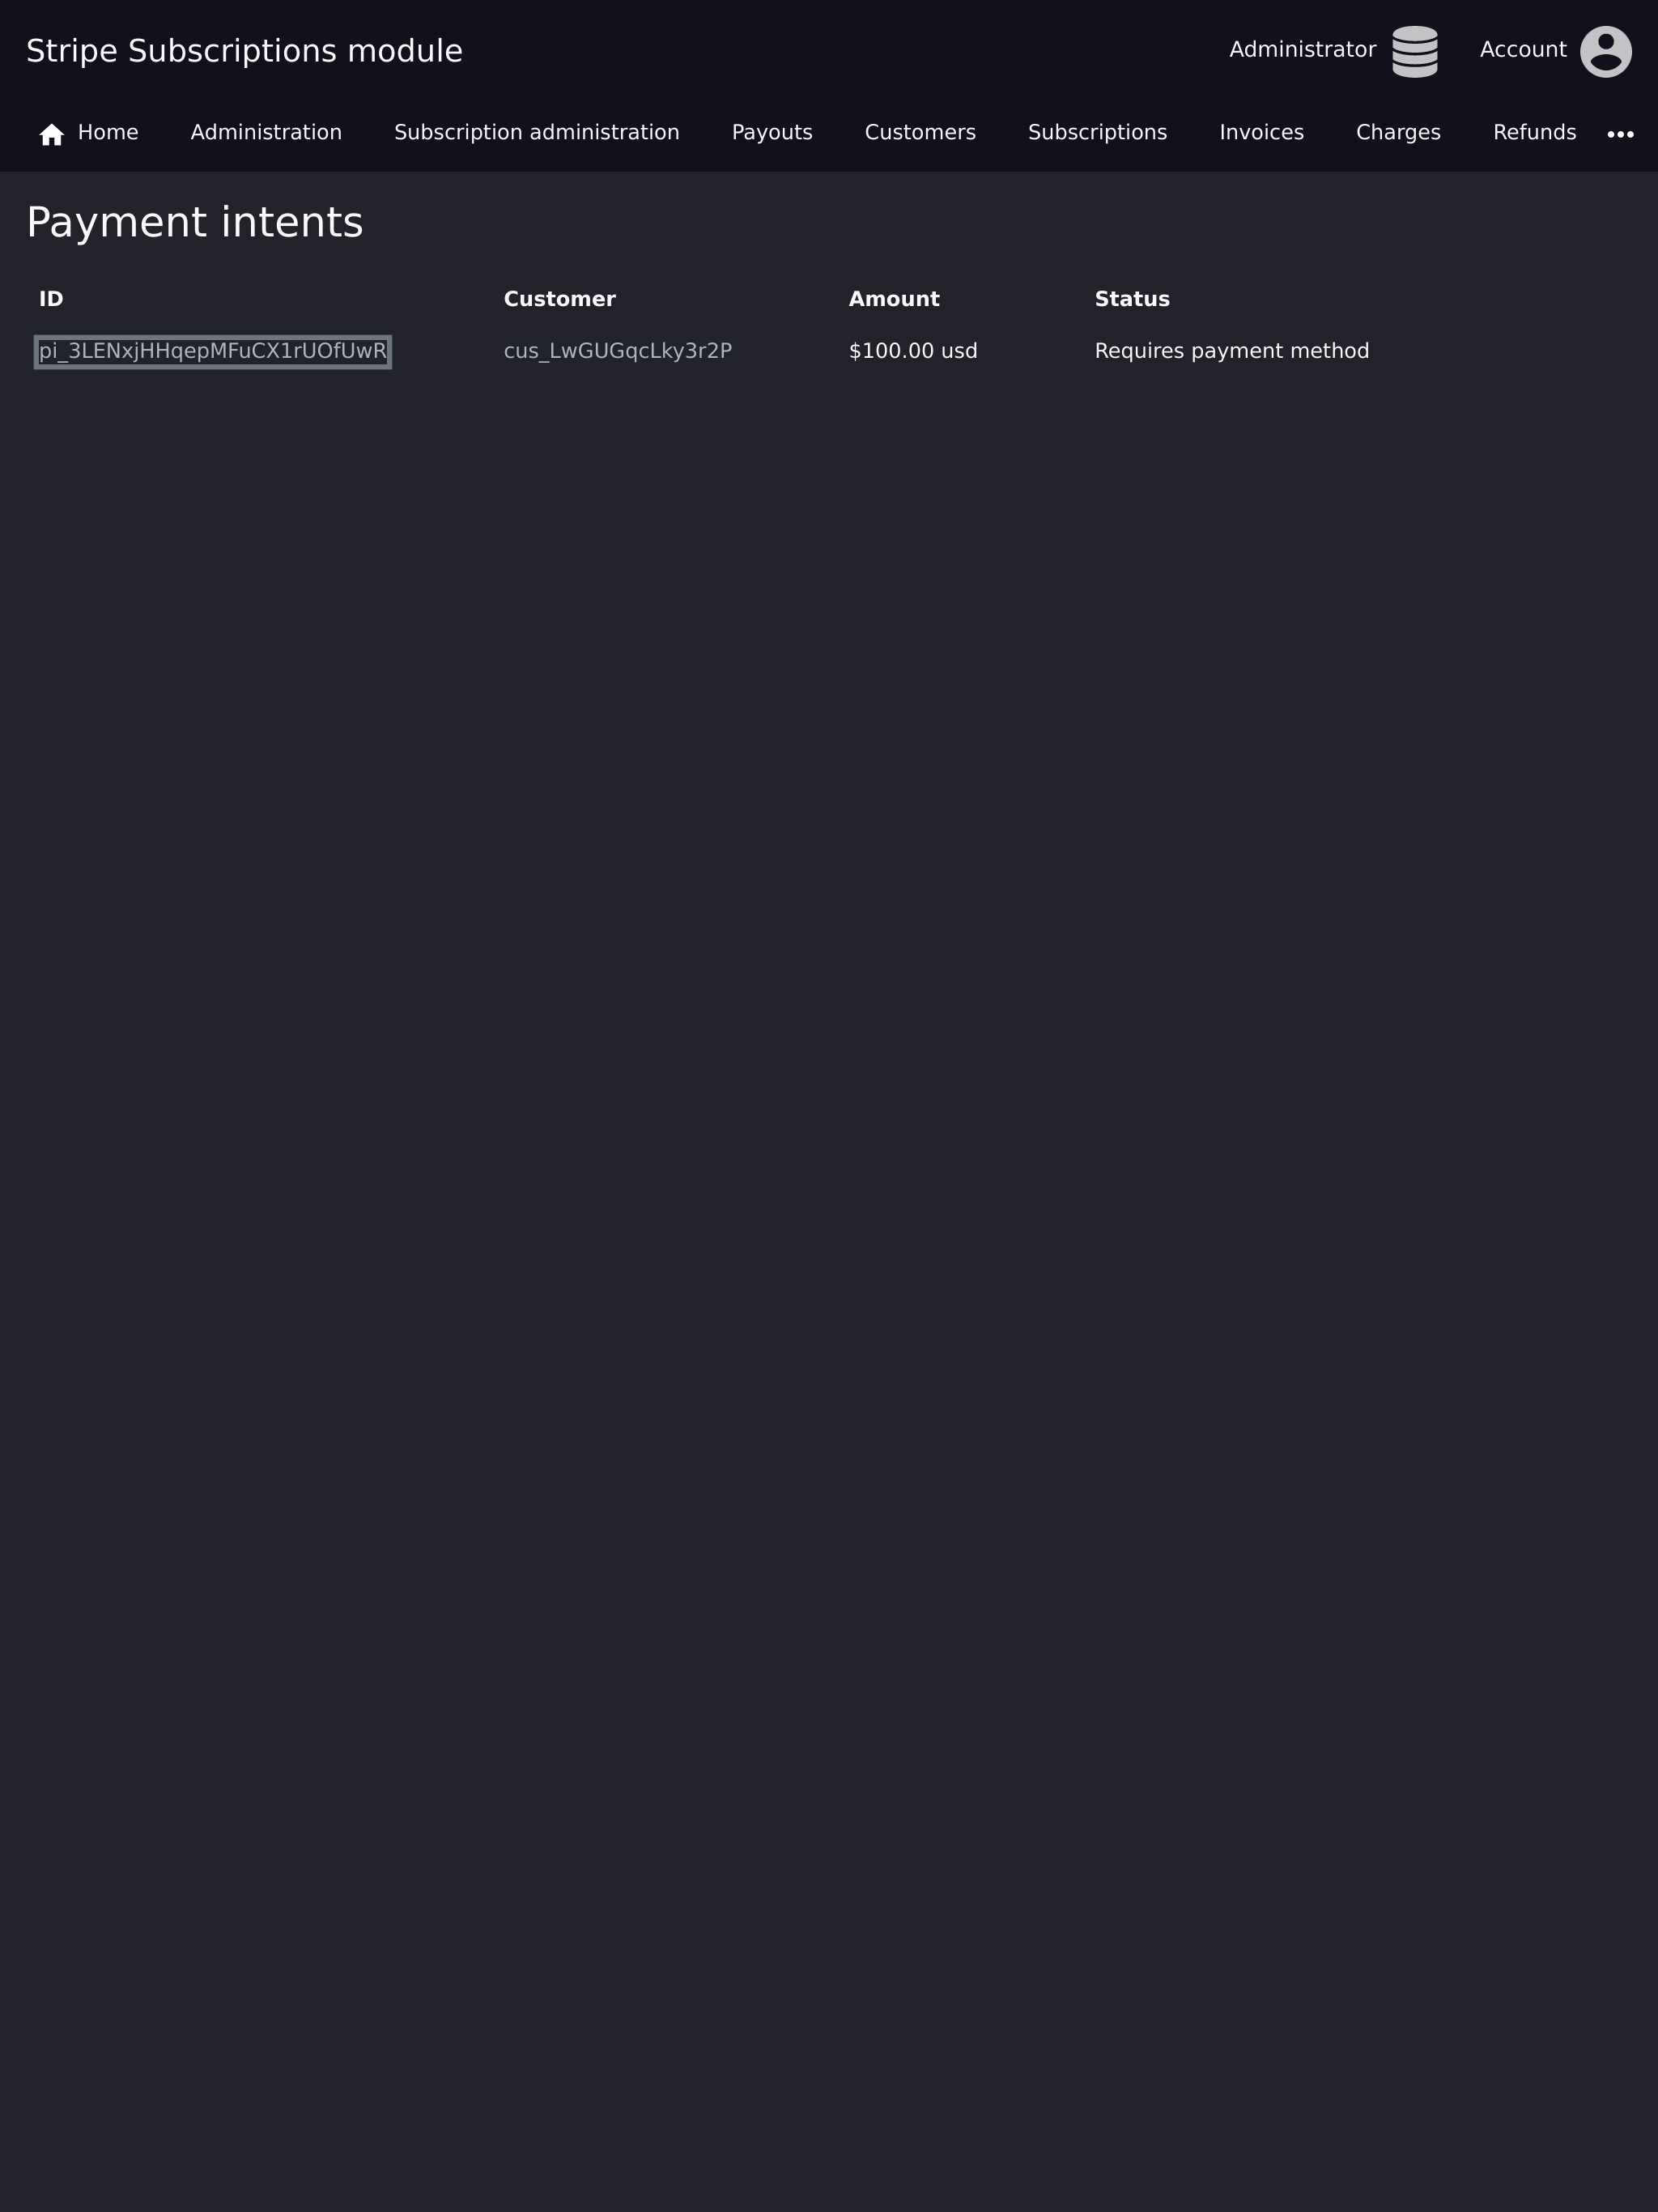 Stripe Subscriptions module
Administrator Account
Home Administration Subscription administration Payouts Customers Subscriptions Invoices Charges Refunds •••
Payment intents
ID Customer Amount Status
pi_3LENxjHHqepMFuCX1rUOfUwR cus_LwGUGqcLky3r2P $100.00 usd Requires payment method